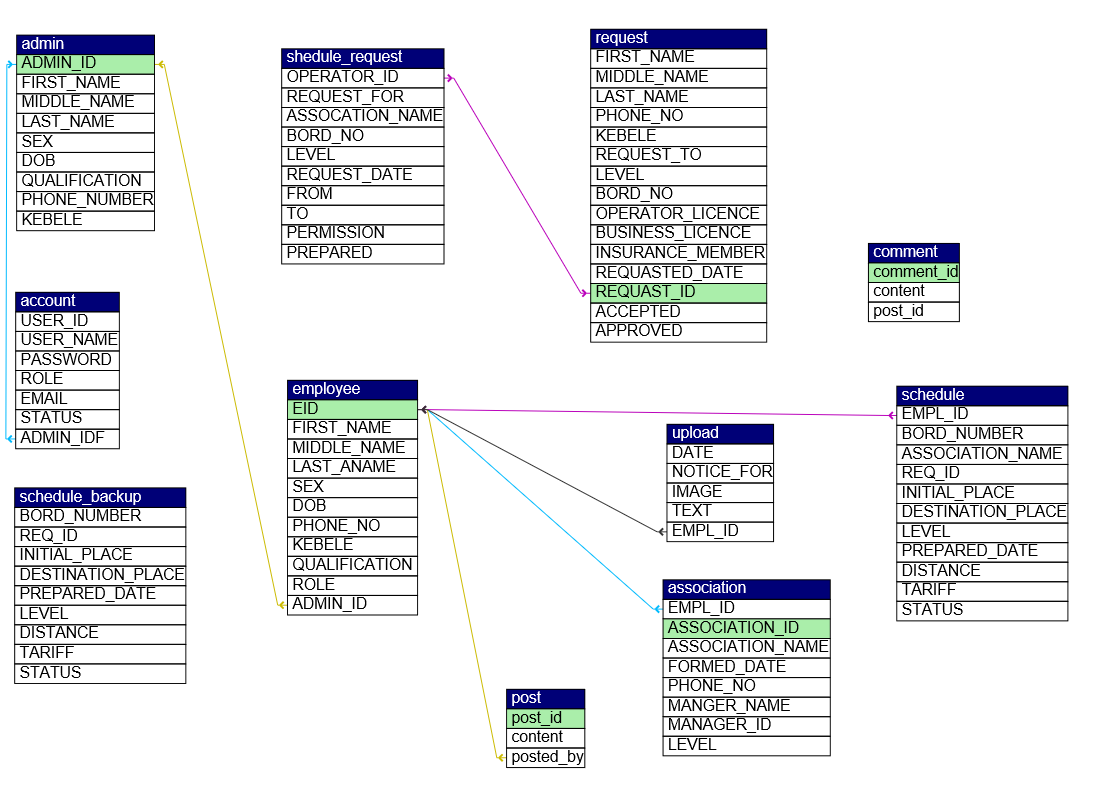 admin
ADMIN_ID
FIRST_NAME
MIDDLE_NAME
LAST_NAME
SEX
DOB
QUALIFICATION
PHONE_NUMBER
KEBELE
shedule_request
OPERATOR_ID
REQUEST_FOR
ASSOCATION_NAME
BORD_NO
LEVEL
REQUEST_DATE
FROM
TO
PERMISSION
PREPARED
request
FIRST_NAME
MIDDLE_NAME
LAST_NAME
PHONE_NO
KEBELE
REQUEST_TO
LEVEL
BORD_NO
OPERATOR_LICENCE
BUSINESS_LICENCE
INSURANCE_MEMBER
REQUASTED_DATE
REQUAST_ID
ACCEPTED
APPROVED
comment
comment_id
content
post_id
account
USER_ID
USER_NAME
PASSWORD
ROLE
EMAIL
STATUS
ADMIN_IDF
employee
EID
FIRST_NAME
MIDDLE_NAME
LAST_ANAME
SEX
DOB
PHONE_NO
KEBELE
QUALIFICATION
ROLE
ADMIN_ID
upload
DATE
NOTICE_FOR
IMAGE
TEXT
EMPL_ID
schedule
EMPL_ID
BORD_NUMBER
ASSOCIATION_NAME
REQ_ID
INITIAL_PLACE
DESTINATION_PLACE
LEVEL
PREPARED_DATE
DISTANCE
TARIFF
STATUS
schedule_backup
BORD_NUMBER
REQ_ID
INITIAL_PLACE
DESTINATION_PLACE
PREPARED_DATE
LEVEL
DISTANCE
TARIFF
STATUS
association
EMPL_ID
ASSOCIATION_ID
ASSOCIATION_NAME
FORMED_DATE
PHONE_NO
MANGER_NAME
MANAGER_ID
LEVEL
post
post_id
content
posted_by